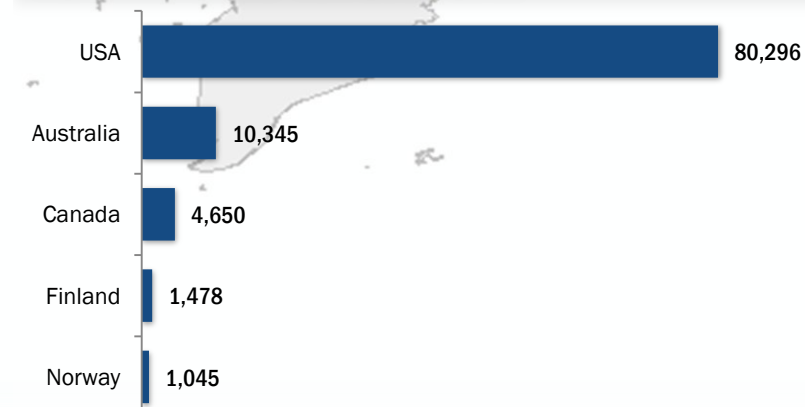 USA 80,296
Australia 10,345
Canada 4,650
Finland 1,478
Norway 1,045